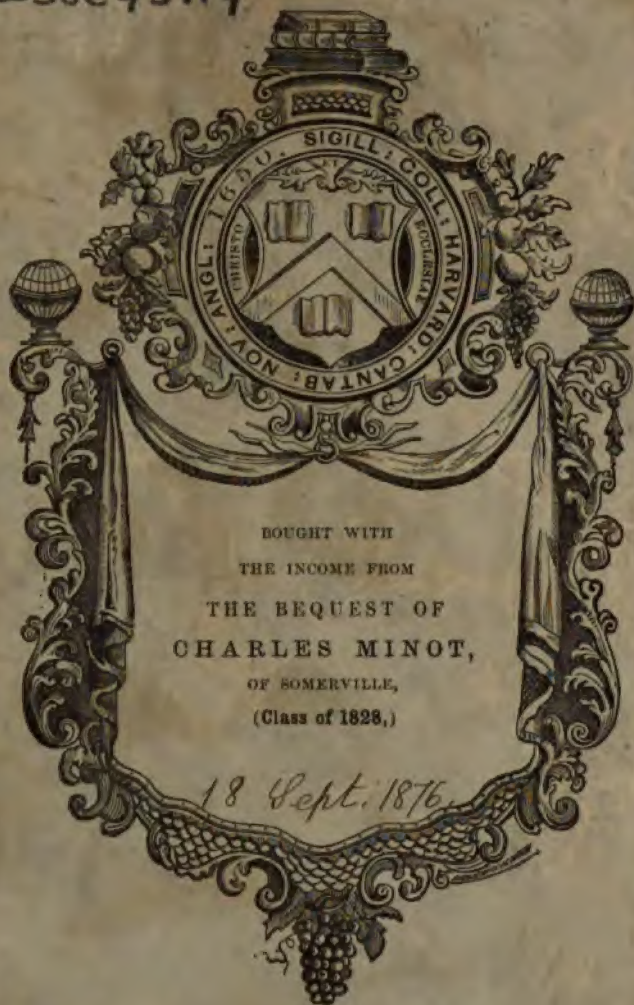 SIGILL: COLL: HARVARD: CANTAB: NOV: ANGL: 1650.
CHRISTO
ET
ECCLESIAE
BOUGHT WITH
THE INCOME FROM
THE BEQUEST OF
CHARLES MINOT,
OF SOMERVILLE,
(Class of 1828,)
18 Sept. 1876.